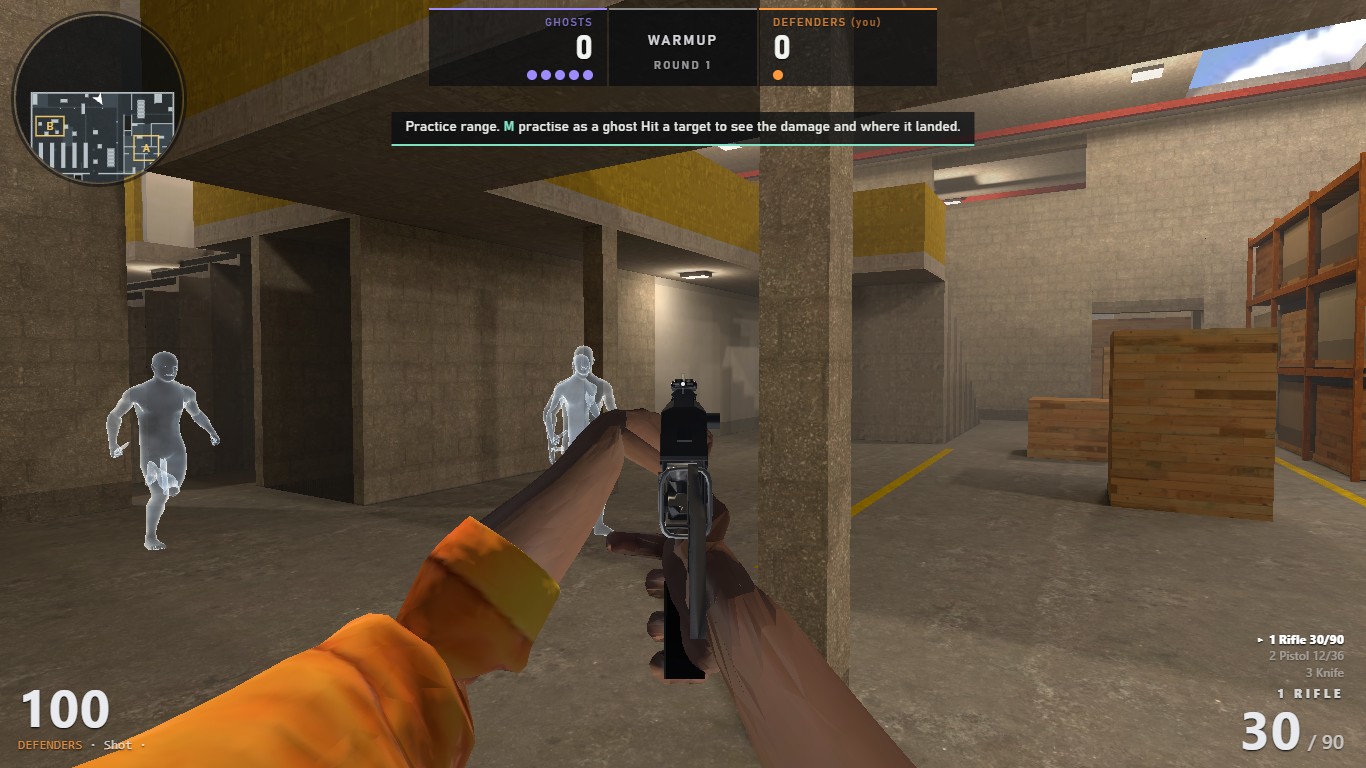 GHOSTS
0
WARMUP
ROUND 1
DEFENDERS (you)
0
Practice range. M practise as a ghost Hit a target to see the damage and where it landed.
B
A
▸ 1 Rifle 30/90
2 Pistol 12/36
3 Knife
1 RIFLE
30 / 90
100
DEFENDERS · Shot ·